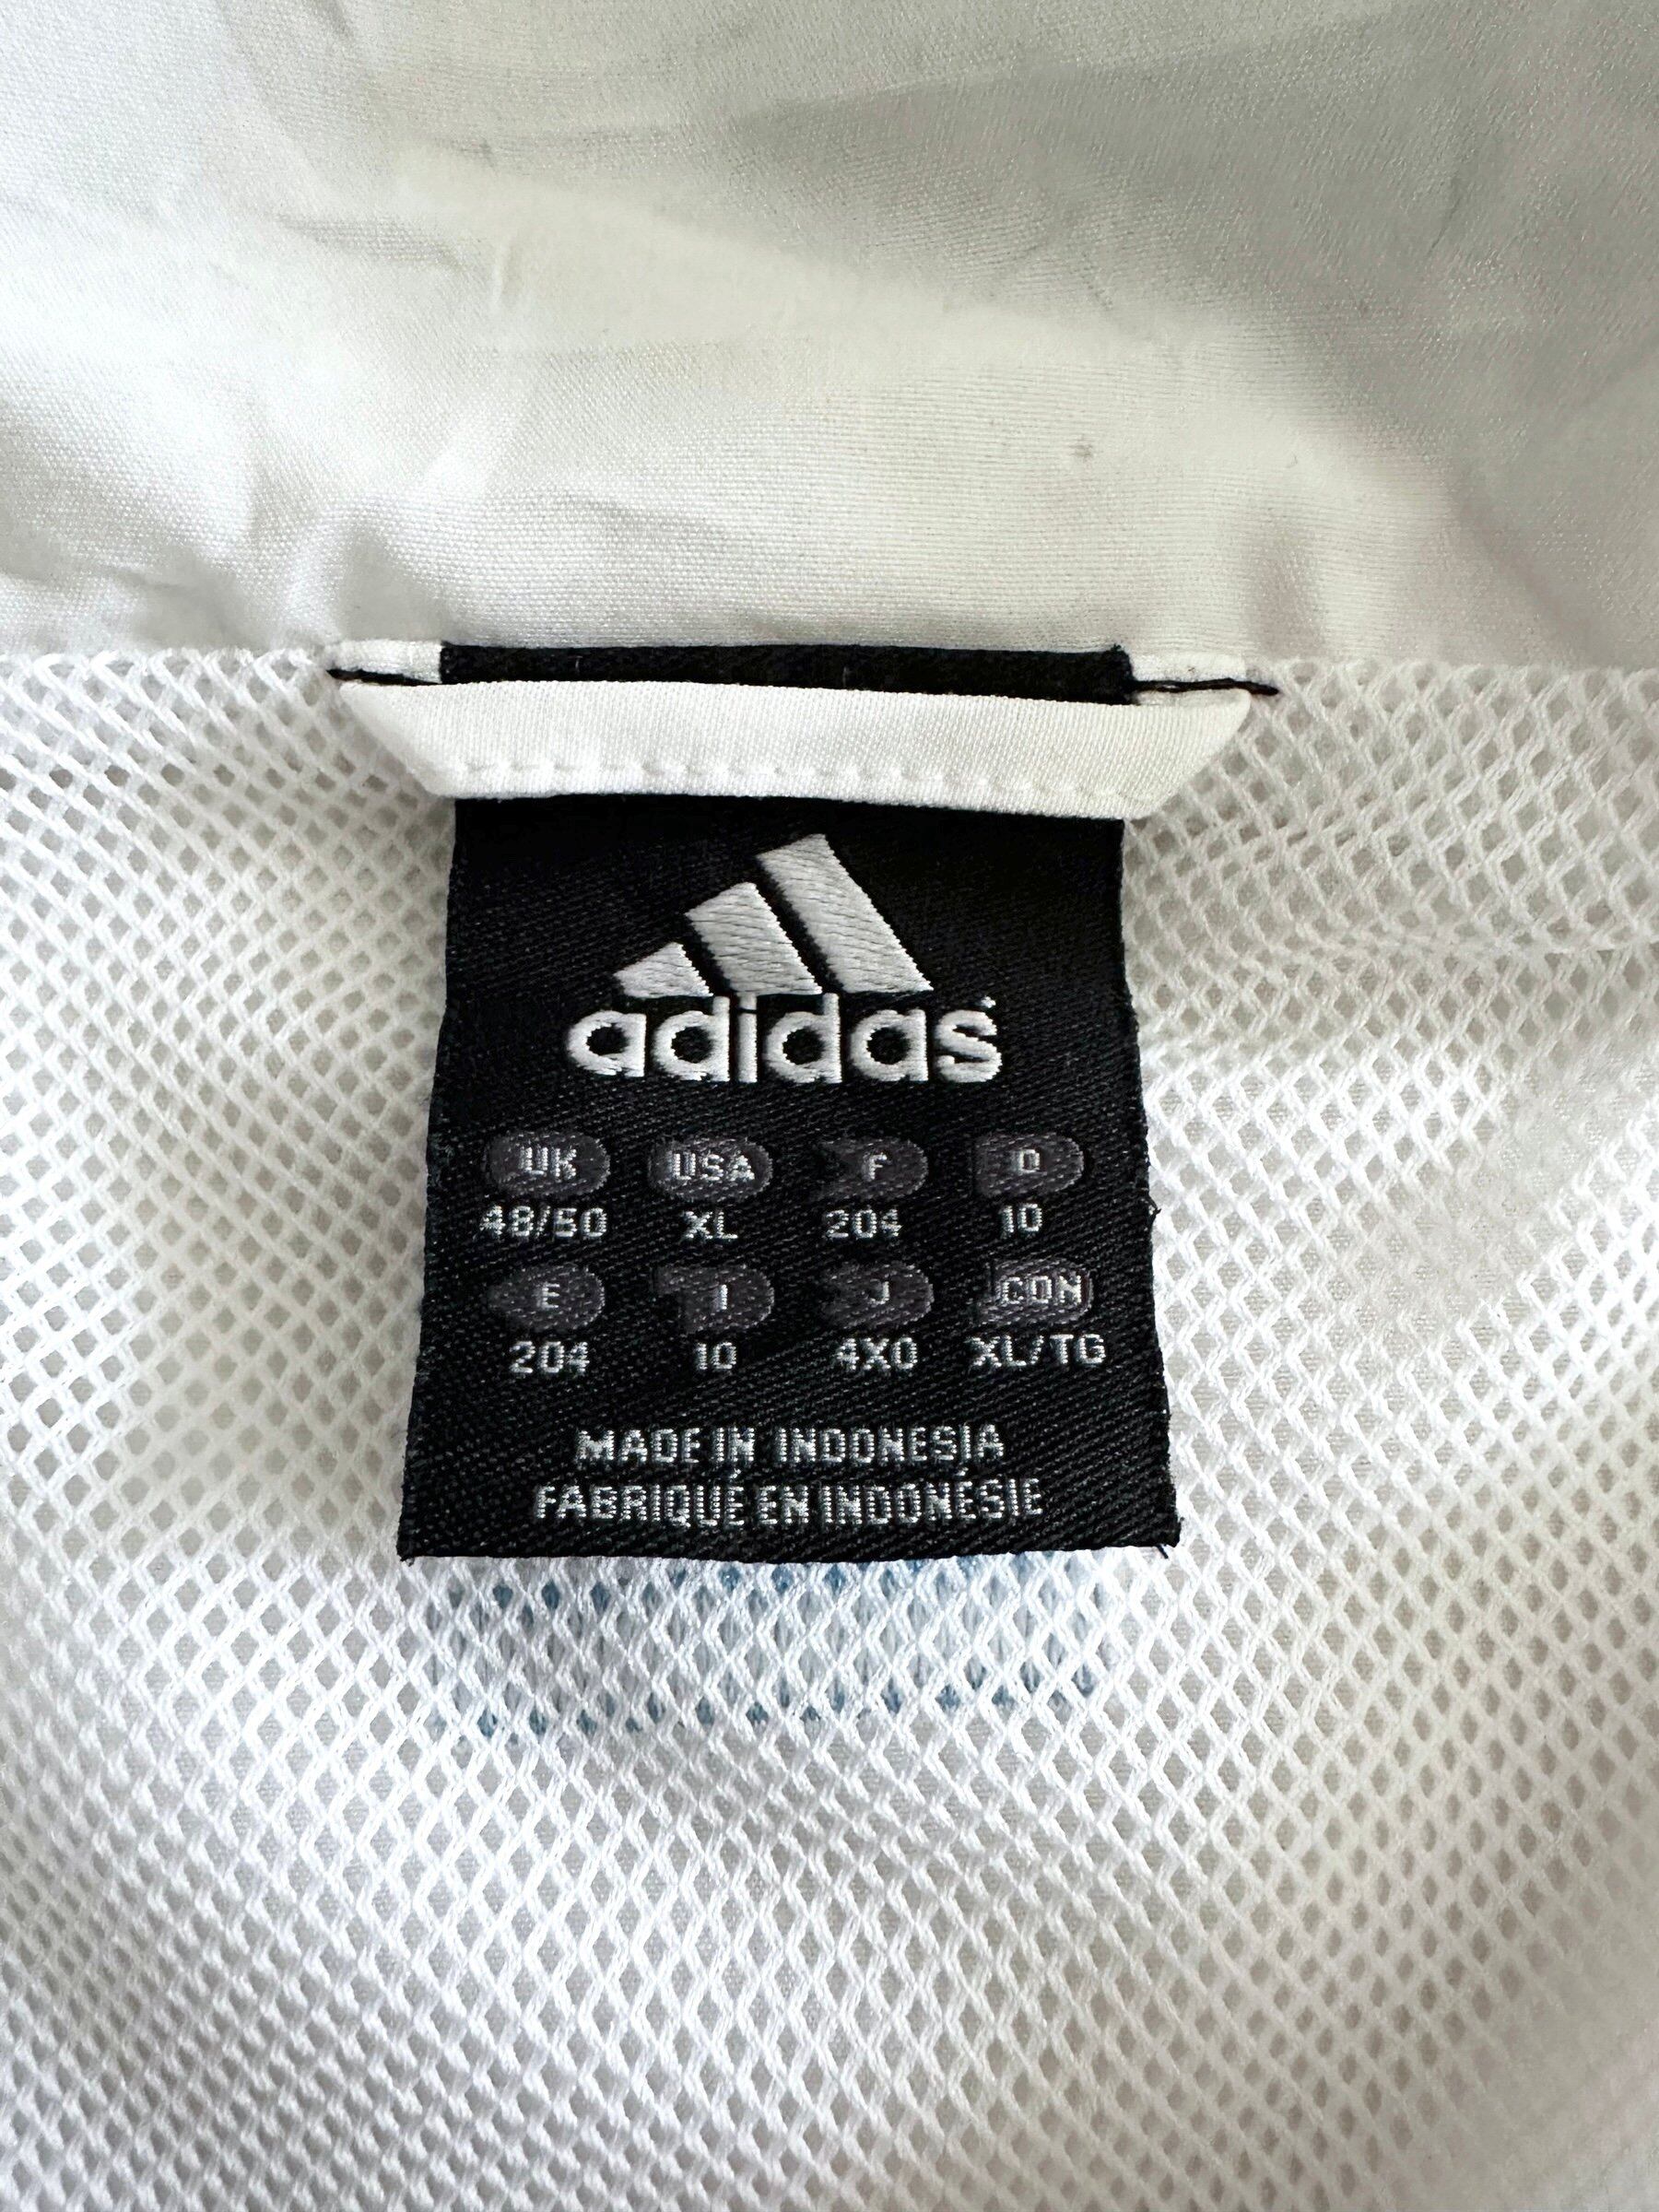 adidas
UK USA F D
48/50 XL 204 10
E I J CON
204 10 4XO XL/TG
MADE IN INDONESIA
FABRIQUÉ EN INDONÉSIE